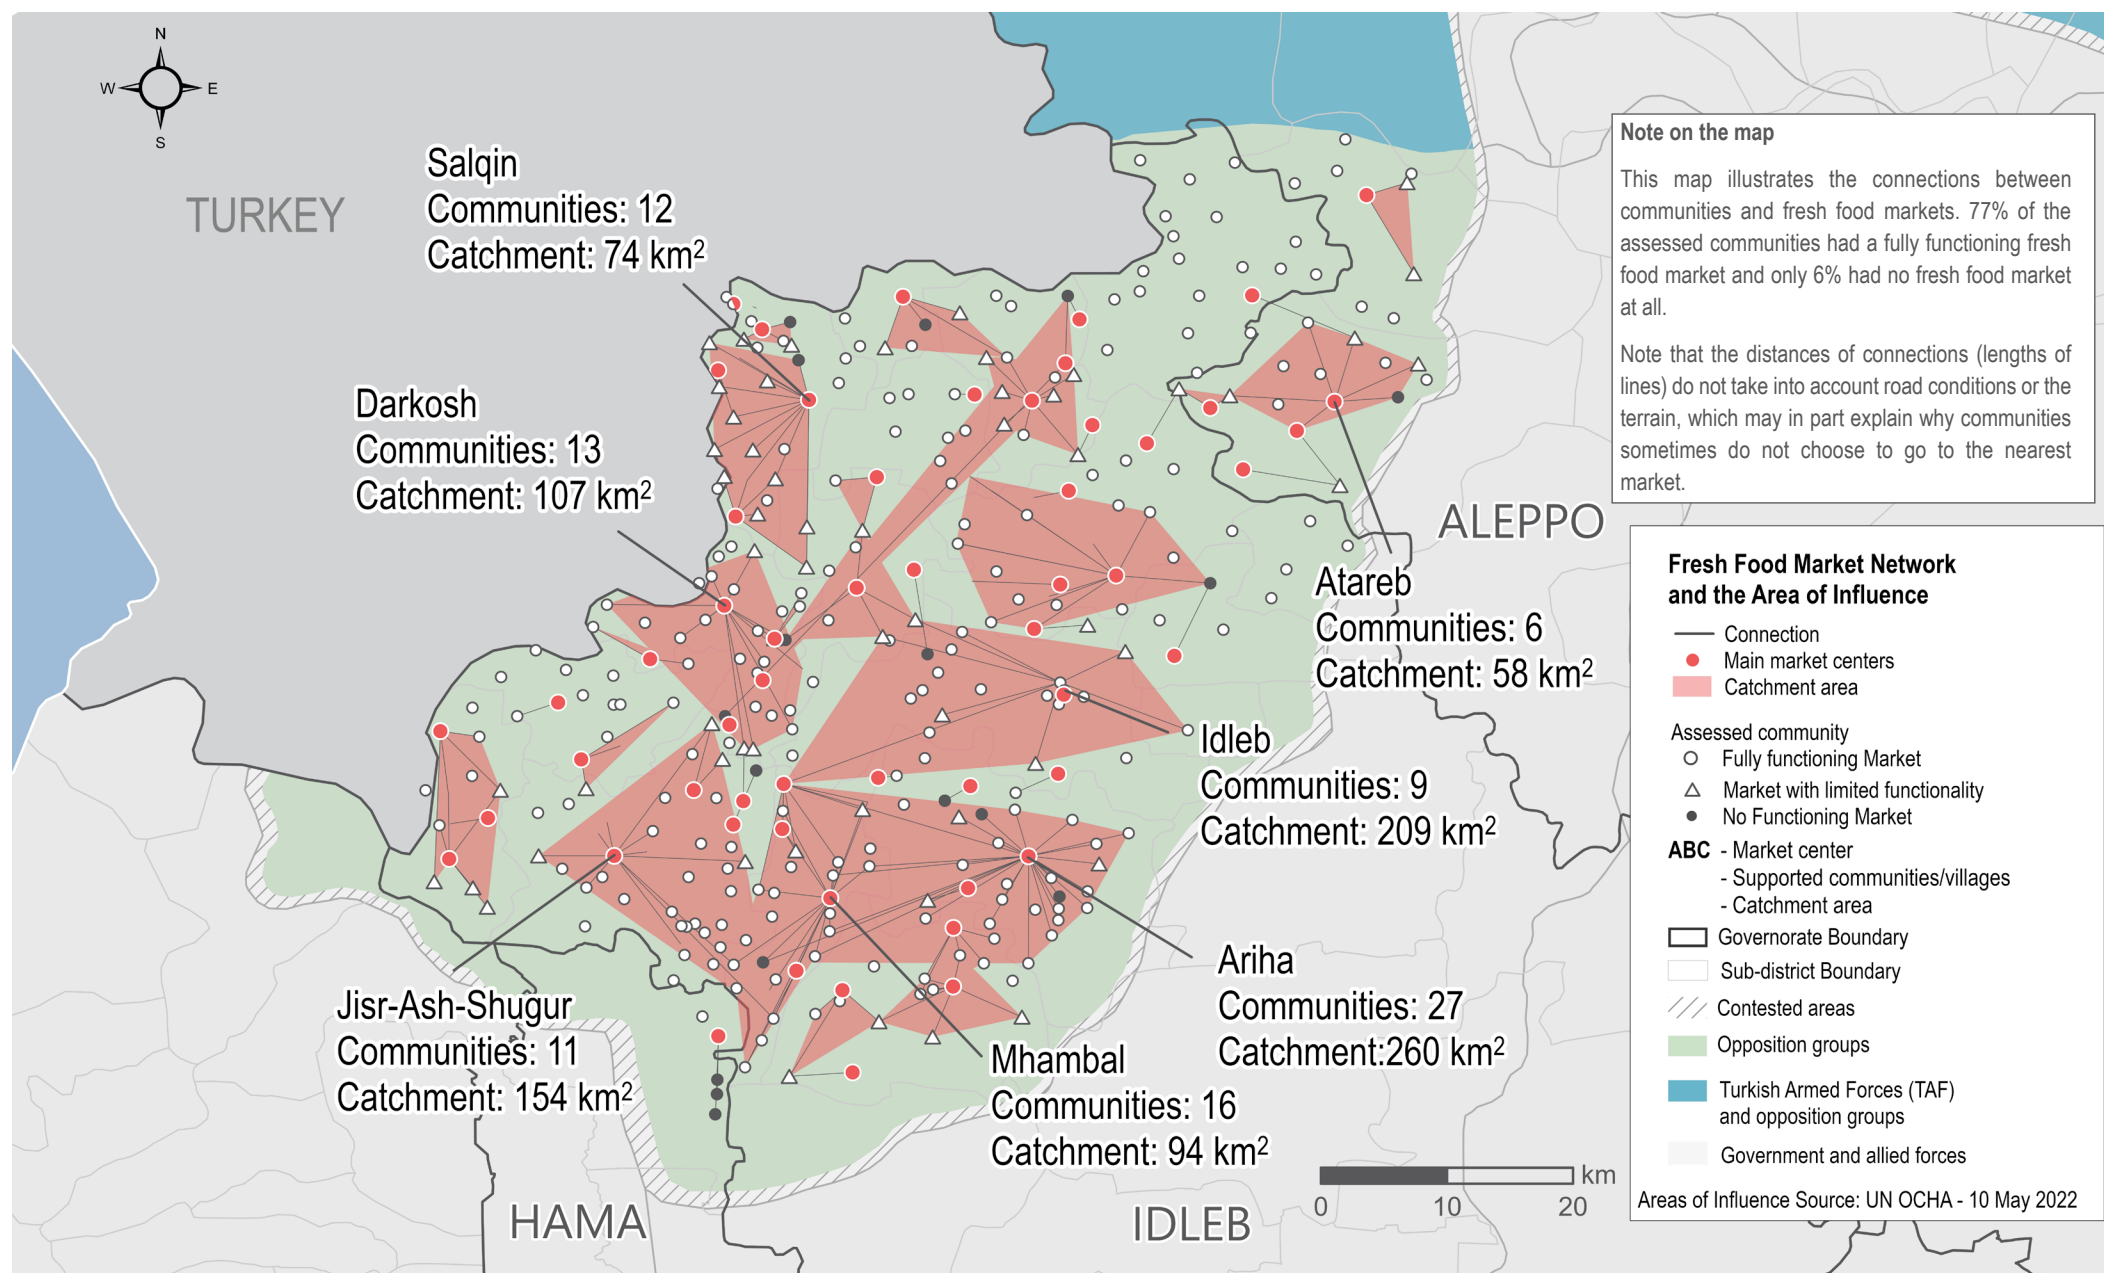 N
W
E
S
TURKEY
Salqin
Communities: 12
Catchment: 74 km²
Darkosh
Communities: 13
Catchment: 107 km²
Note on the map
This map illustrates the connections between
communities and fresh food markets. 77% of the
assessed communities had a fully functioning fresh
food market and only 6% had no fresh food market
at all.
Note that the distances of connections (lengths of
lines) do not take into account road conditions or the
terrain, which may in part explain why communities
sometimes do not choose to go to the nearest
market.
ALEPPO
Atareb
Communities: 6
Catchment: 58 km²
Idleb
Communities: 9
Catchment: 209 km²
Ariha
Communities: 27
Catchment:260 km²
Jisr-Ash-Shugur
Communities: 11
Catchment: 154 km²
Mhambal
Communities: 16
Catchment: 94 km²
HAMA
IDLEB
km
0 10 20
Fresh Food Market Network
and the Area of Influence
Connection
Main market centers
Catchment area
Assessed community
Fully functioning Market
Market with limited functionality
No Functioning Market
ABC - Market center
- Supported communities/villages
- Catchment area
Governorate Boundary
Sub-district Boundary
Contested areas
Opposition groups
Turkish Armed Forces (TAF)
and opposition groups
Government and allied forces
Areas of Influence Source: UN OCHA - 10 May 2022